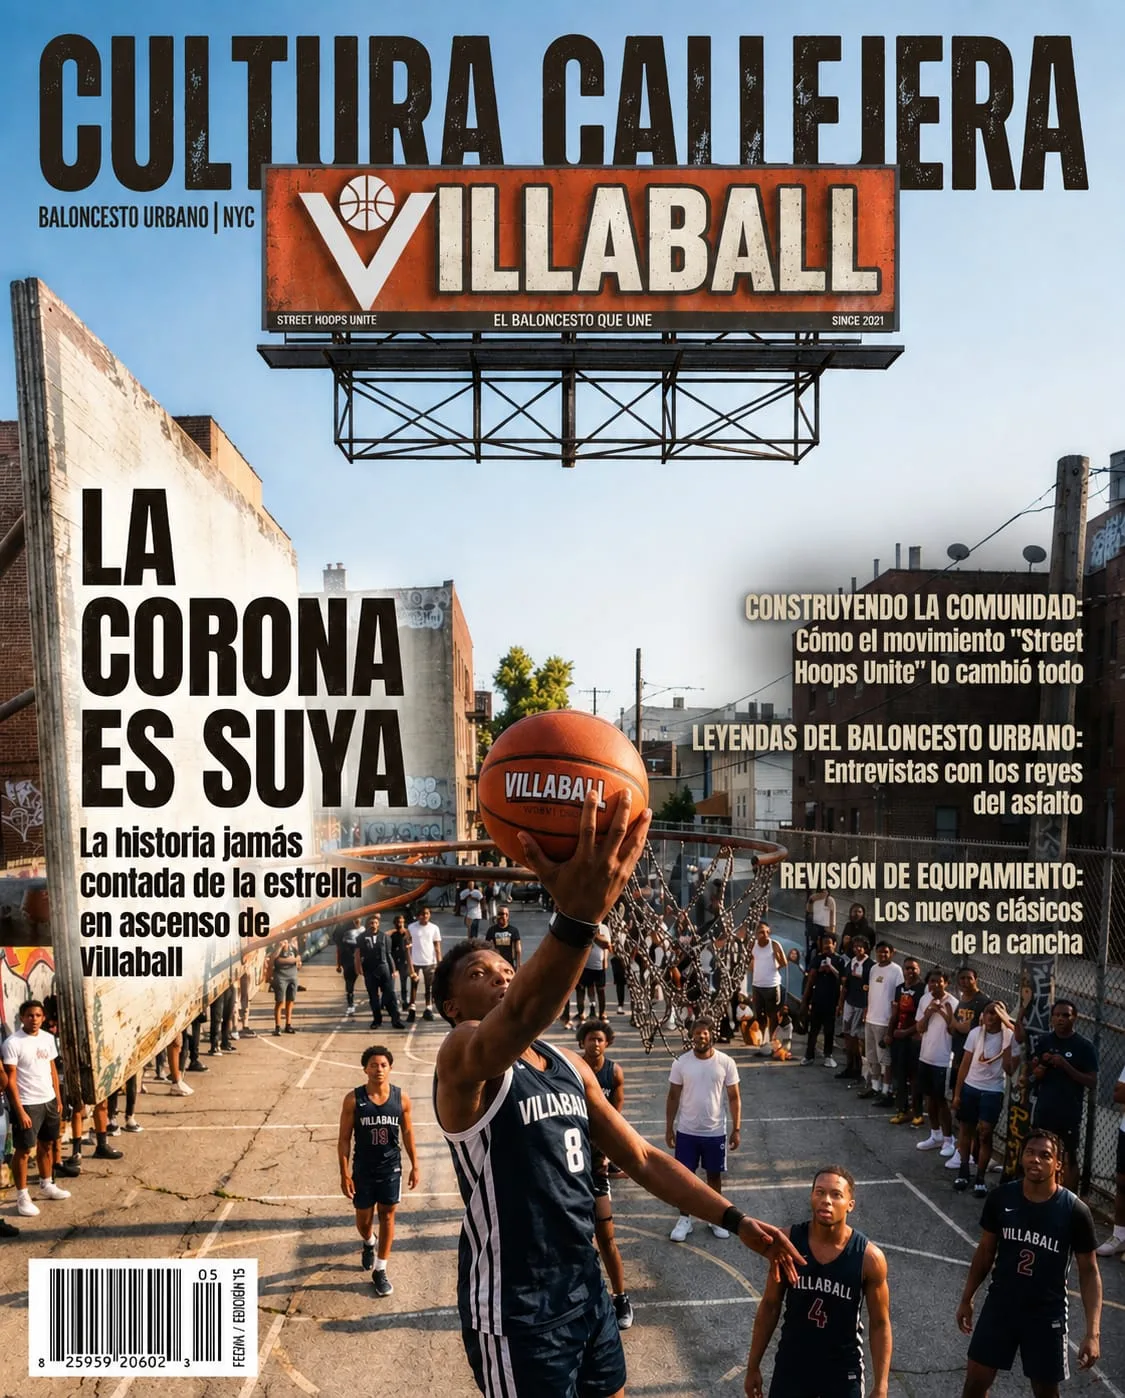 CULTURA CALLEJERA
BALONCESTO URBANO | NYC
VILLABALL
STREET HOOPS UNITE
EL BALONCESTO QUE UNE
SINCE 2021
LA
CORONA
ES SUYA
La historia jamás
contada de la estrella
en ascenso de
Villaball
CONSTRUYENDO LA COMUNIDAD:
Cómo el movimiento "Street
Hoops Unite" lo cambió todo
LEYENDAS DEL BALONCESTO URBANO:
Entrevistas con los reyes
del asfalto
REVISIÓN DE EQUIPAMIENTO:
Los nuevos clásicos
de la cancha
VILLABALL
VILLABALL
8
VILLABALL
19
VILLABALL
4
VILLABALL
2
05
8 25959 20602 3